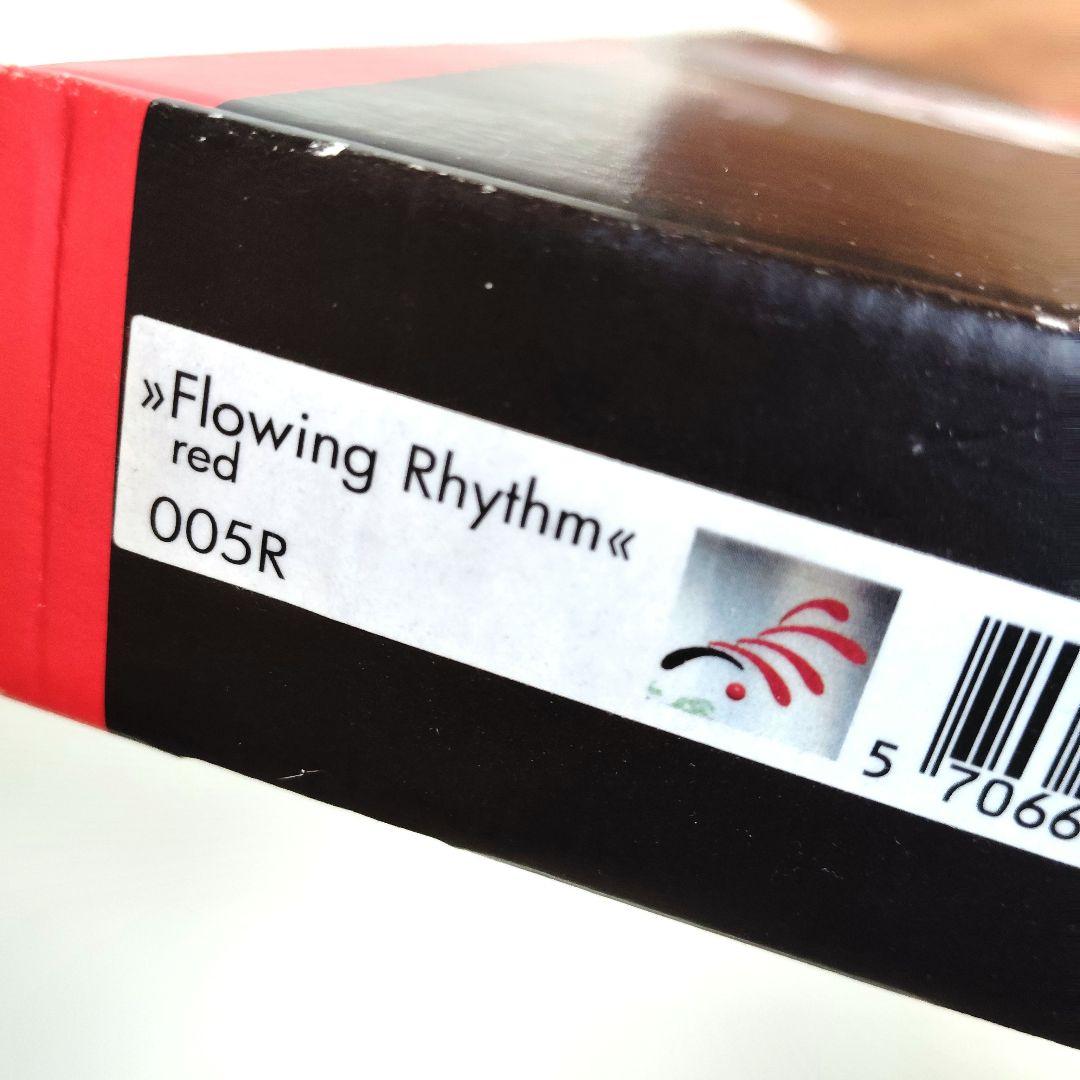 »Flowing Rhythm«
red
005R
5 7066